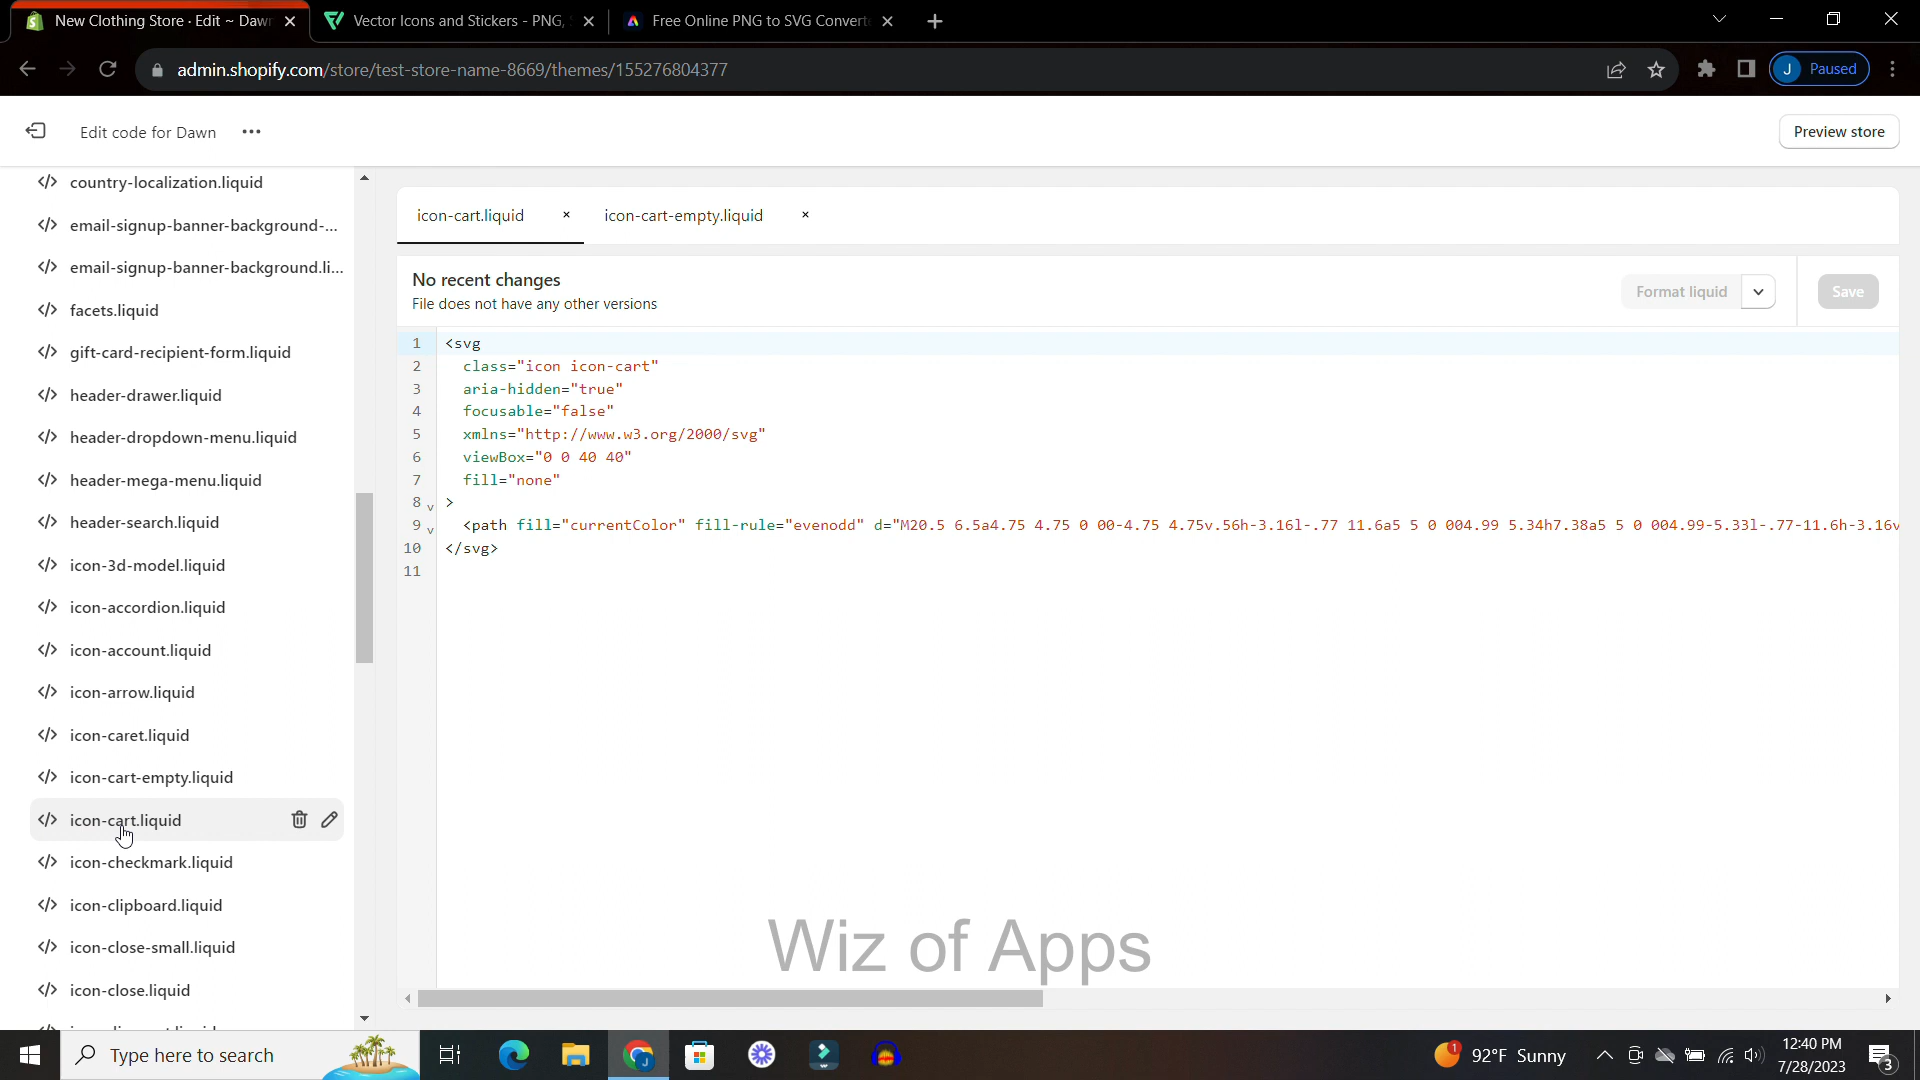 New Clothing Store · Edit ~ Dawn
Vector Icons and Stickers - PNG,
Free Online PNG to SVG Converte
admin.shopify.com/store/test-store-name-8669/themes/155276804377
J Paused
Edit code for Dawn
Preview store
country-localization.liquid
email-signup-banner-background-...
email-signup-banner-background.li...
facets.liquid
gift-card-recipient-form.liquid
header-drawer.liquid
header-dropdown-menu.liquid
header-mega-menu.liquid
header-search.liquid
icon-3d-model.liquid
icon-accordion.liquid
icon-account.liquid
icon-arrow.liquid
icon-caret.liquid
icon-cart-empty.liquid
icon-cart.liquid
icon-checkmark.liquid
icon-clipboard.liquid
icon-close-small.liquid
icon-close.liquid
icon-cart.liquid
icon-cart-empty.liquid
No recent changes
File does not have any other versions
Format liquid
Save
1 <svg
2 class="icon icon-cart"
3 aria-hidden="true"
4 focusable="false"
5 xmlns="http://www.w3.org/2000/svg"
6 viewBox="0 0 40 40"
7 fill="none"
8 >
9 <path fill="currentColor" fill-rule="evenodd" d="M20.5 6.5a4.75 4.75 0 00-4.75 4.75v.56h-3.16l-.77 11.6a5 5 0 004.99 5.34h7.38a5 5 0 004.99-5.33l-.77-11.6h-3.16v
10 </svg>
11
Wiz of Apps
Type here to search
1
92°F Sunny
12:40 PM
7/28/2023
3